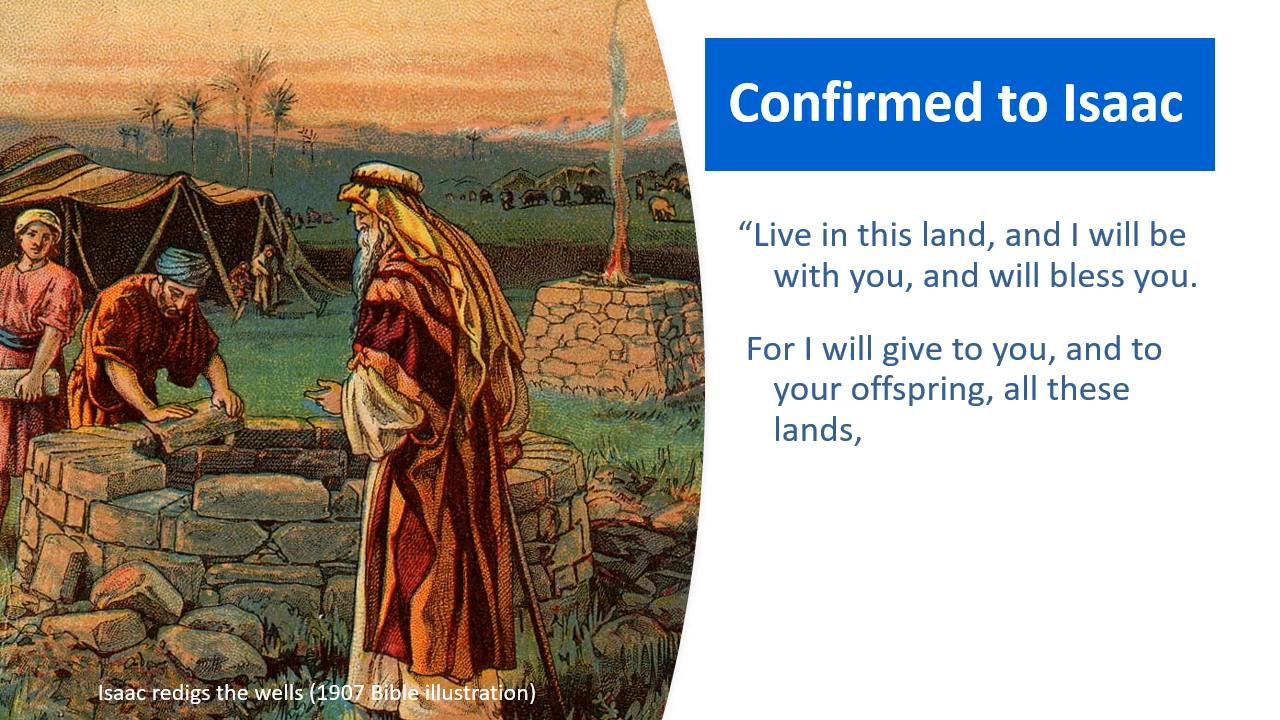 Confirmed to Isaac
“Live in this land, and I will be
with you, and will bless you.
For I will give to you, and to
your offspring, all these
lands,
Isaac redigs the wells (1907 Bible illustration)